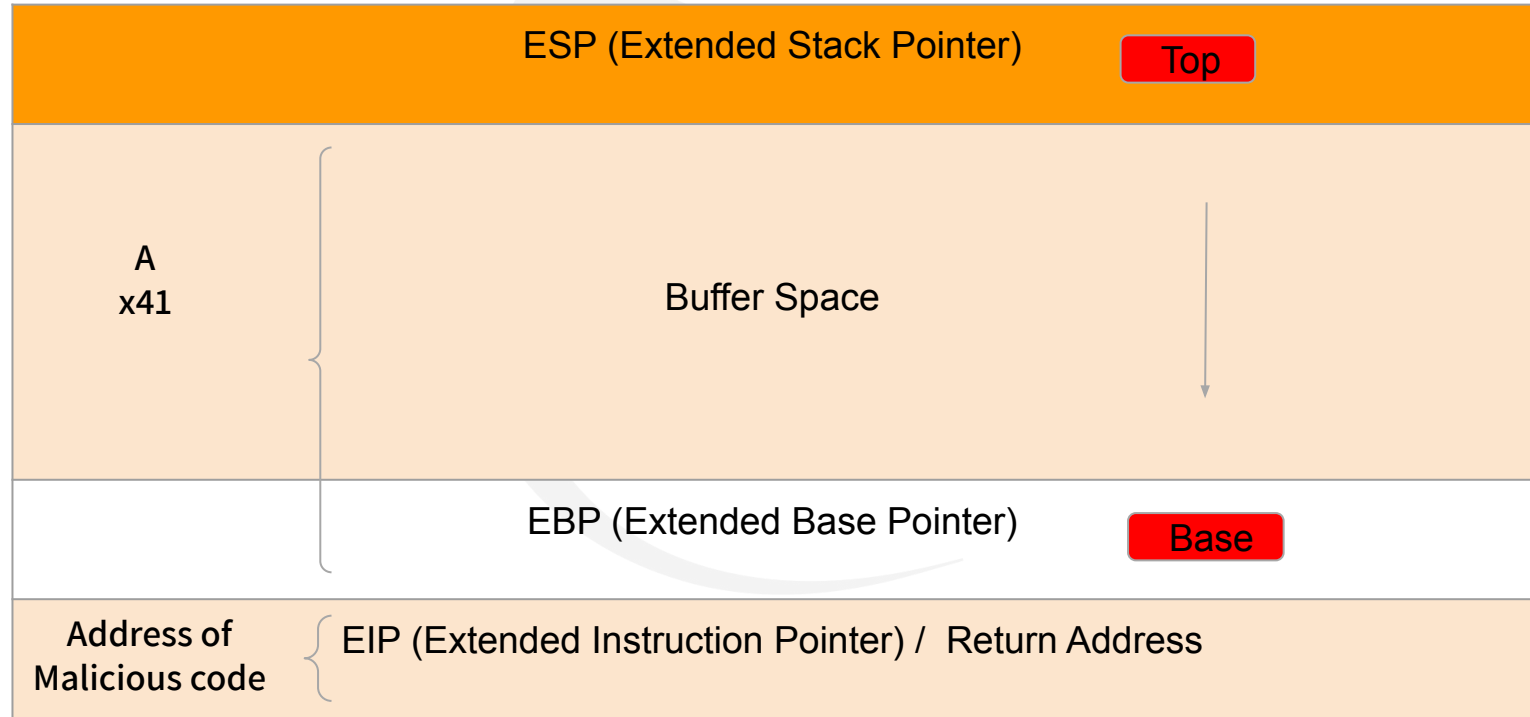 ESP (Extended Stack Pointer)
Top
A
x41
Buffer Space
EBP (Extended Base Pointer)
Base
Address of
Malicious code
EIP (Extended Instruction Pointer) / Return Address